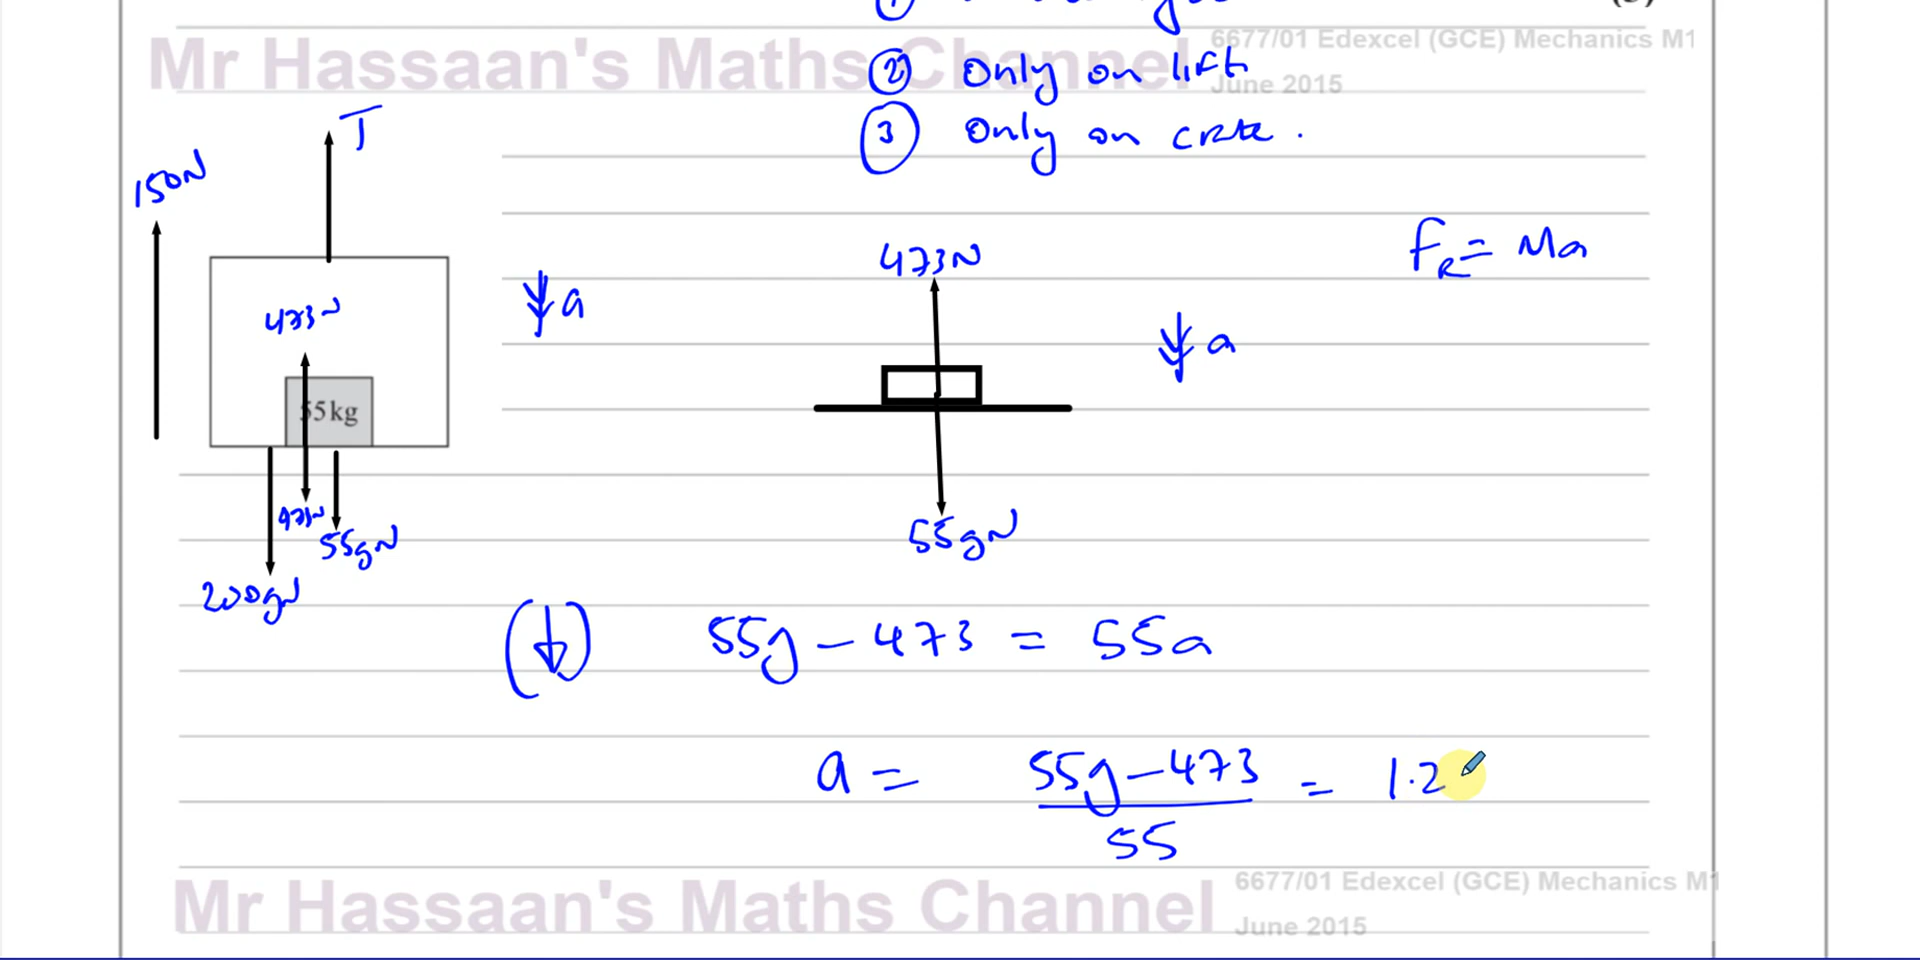 Mr Hassaan's Maths Channel
6677/01 Edexcel (GCE) Mechanics M1
June 2015
② Only on lift
③ Only on crate.
T
150N
473N
a
473N
a
F_R = Ma
473N
55kg
55gN
200gN
55gN
(↓) 55g - 473 = 55a
a = 55g - 473 / 55 = 1.2
Mr Hassaan's Maths Channel
6677/01 Edexcel (GCE) Mechanics M1
June 2015